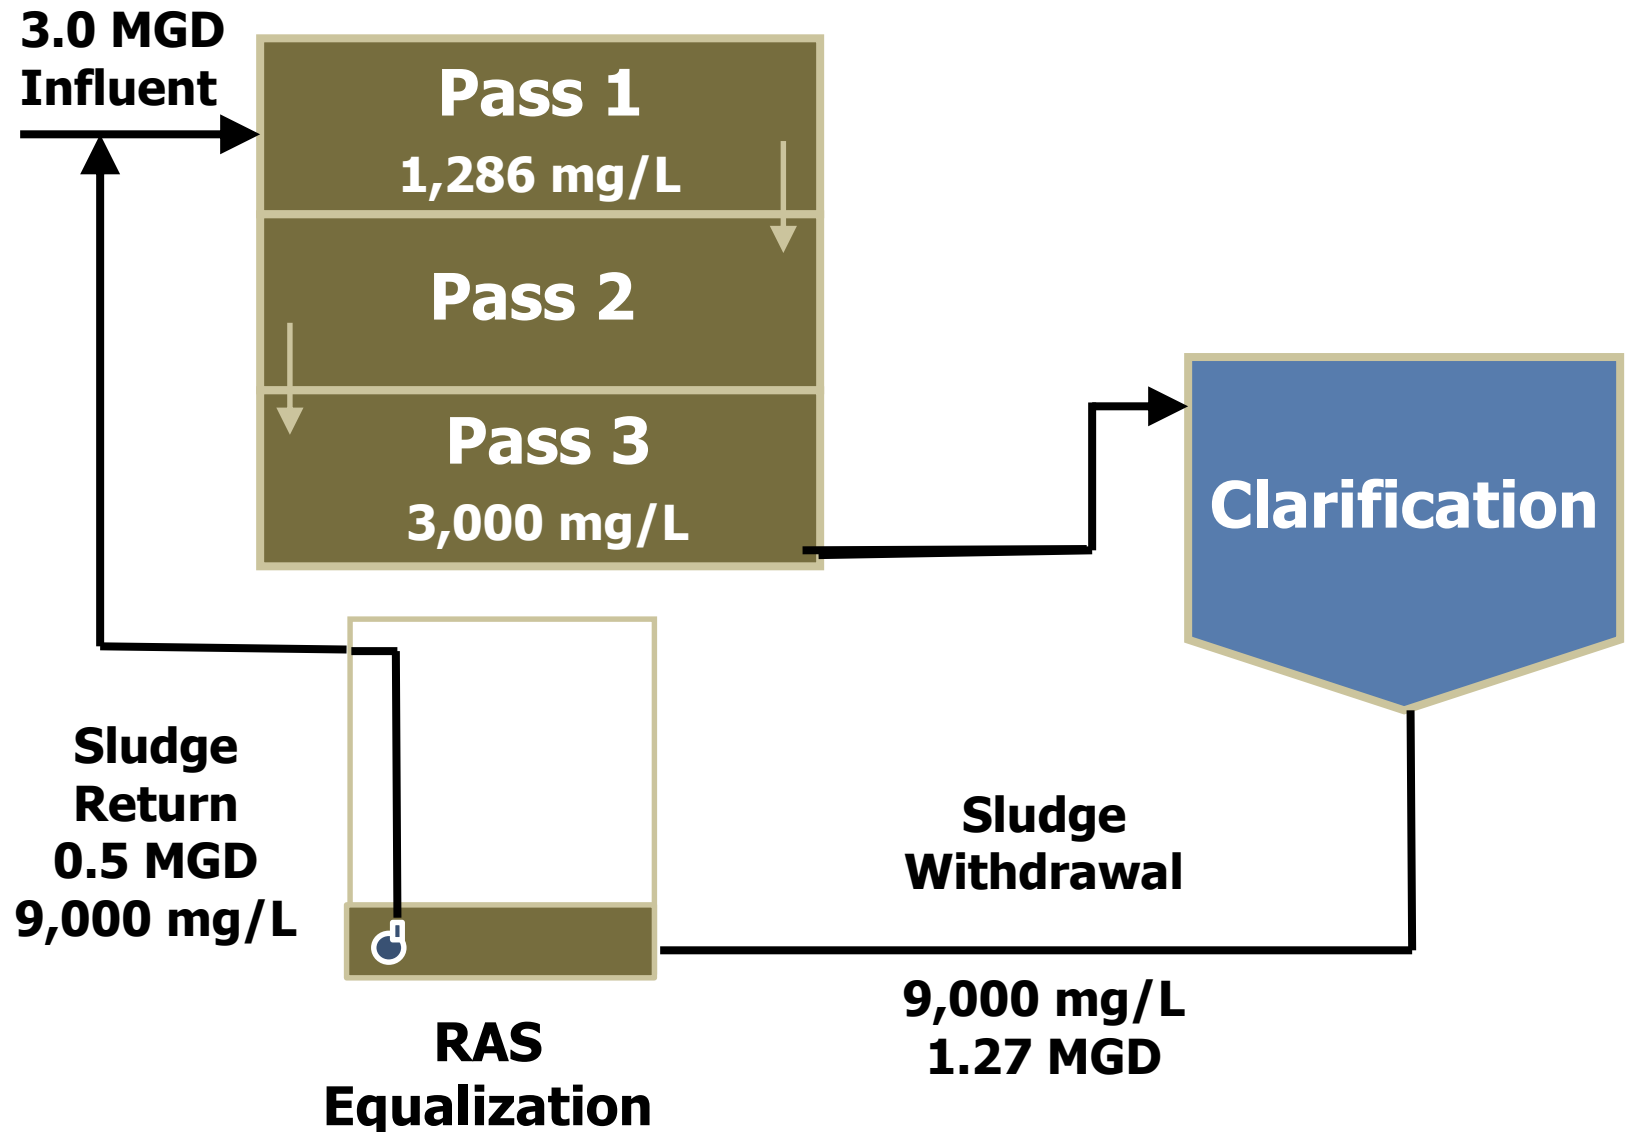 3.0 MGD
Influent
Pass 1
1,286 mg/L
Pass 2
Pass 3
3,000 mg/L
Clarification
Sludge
Return
0.5 MGD
9,000 mg/L
Sludge
Withdrawal
9,000 mg/L
1.27 MGD
RAS
Equalization